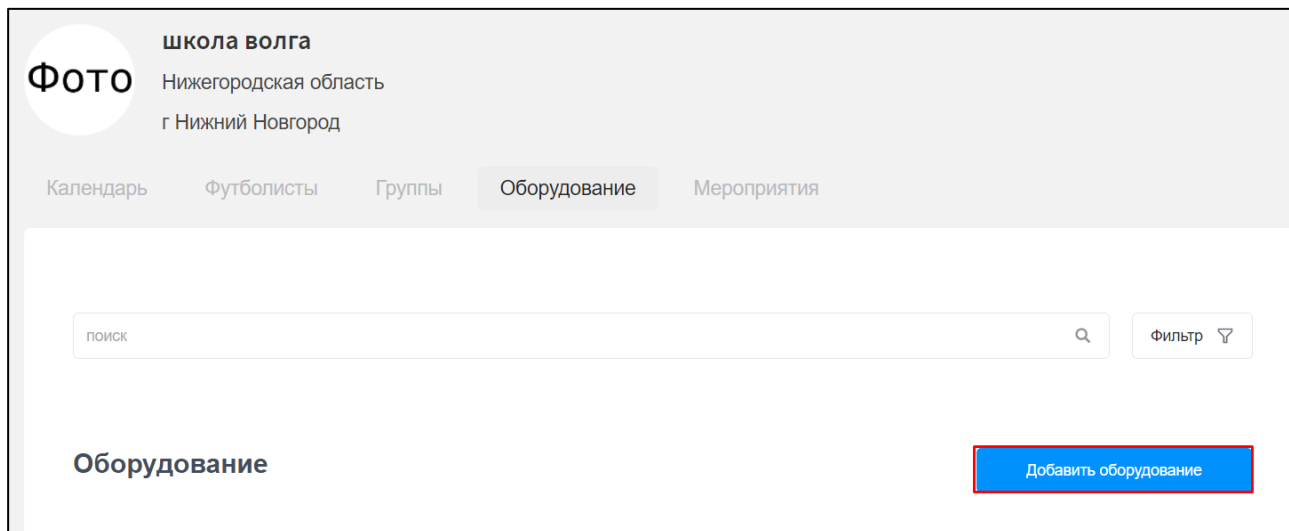 Фото
школа волга
Нижегородская область
г Нижний Новгород
Календарь Футболисты Группы Оборудование Мероприятия
поиск Фильтр
Оборудование Добавить оборудование